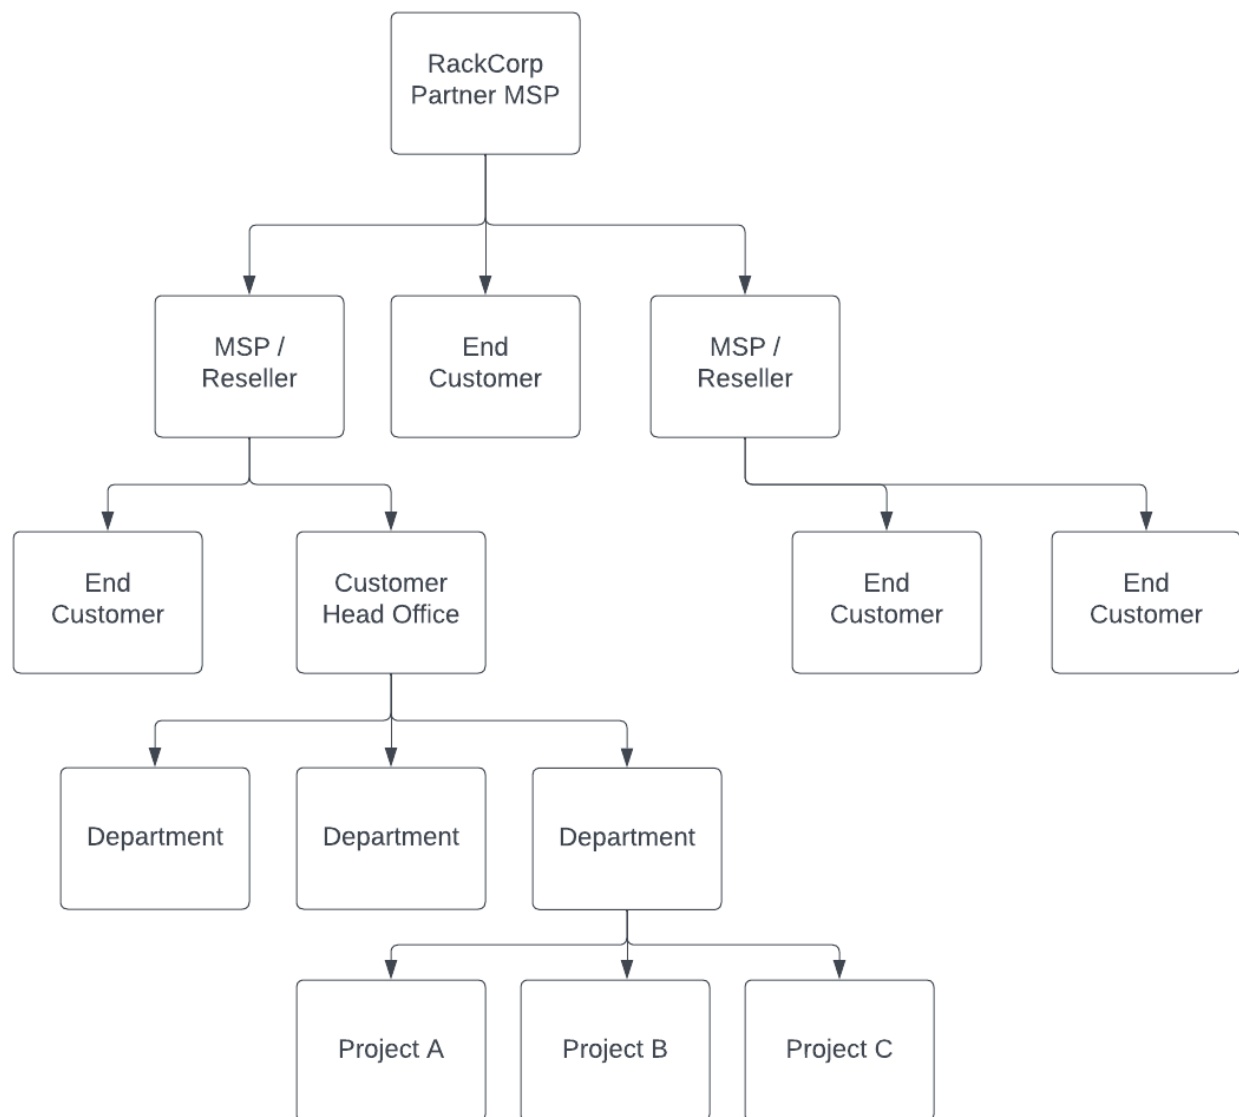 RackCorp
Partner MSP
MSP /
Reseller
End
Customer
MSP /
Reseller
End
Customer
Customer
Head Office
End
Customer
End
Customer
Department
Department
Department
Project A
Project B
Project C